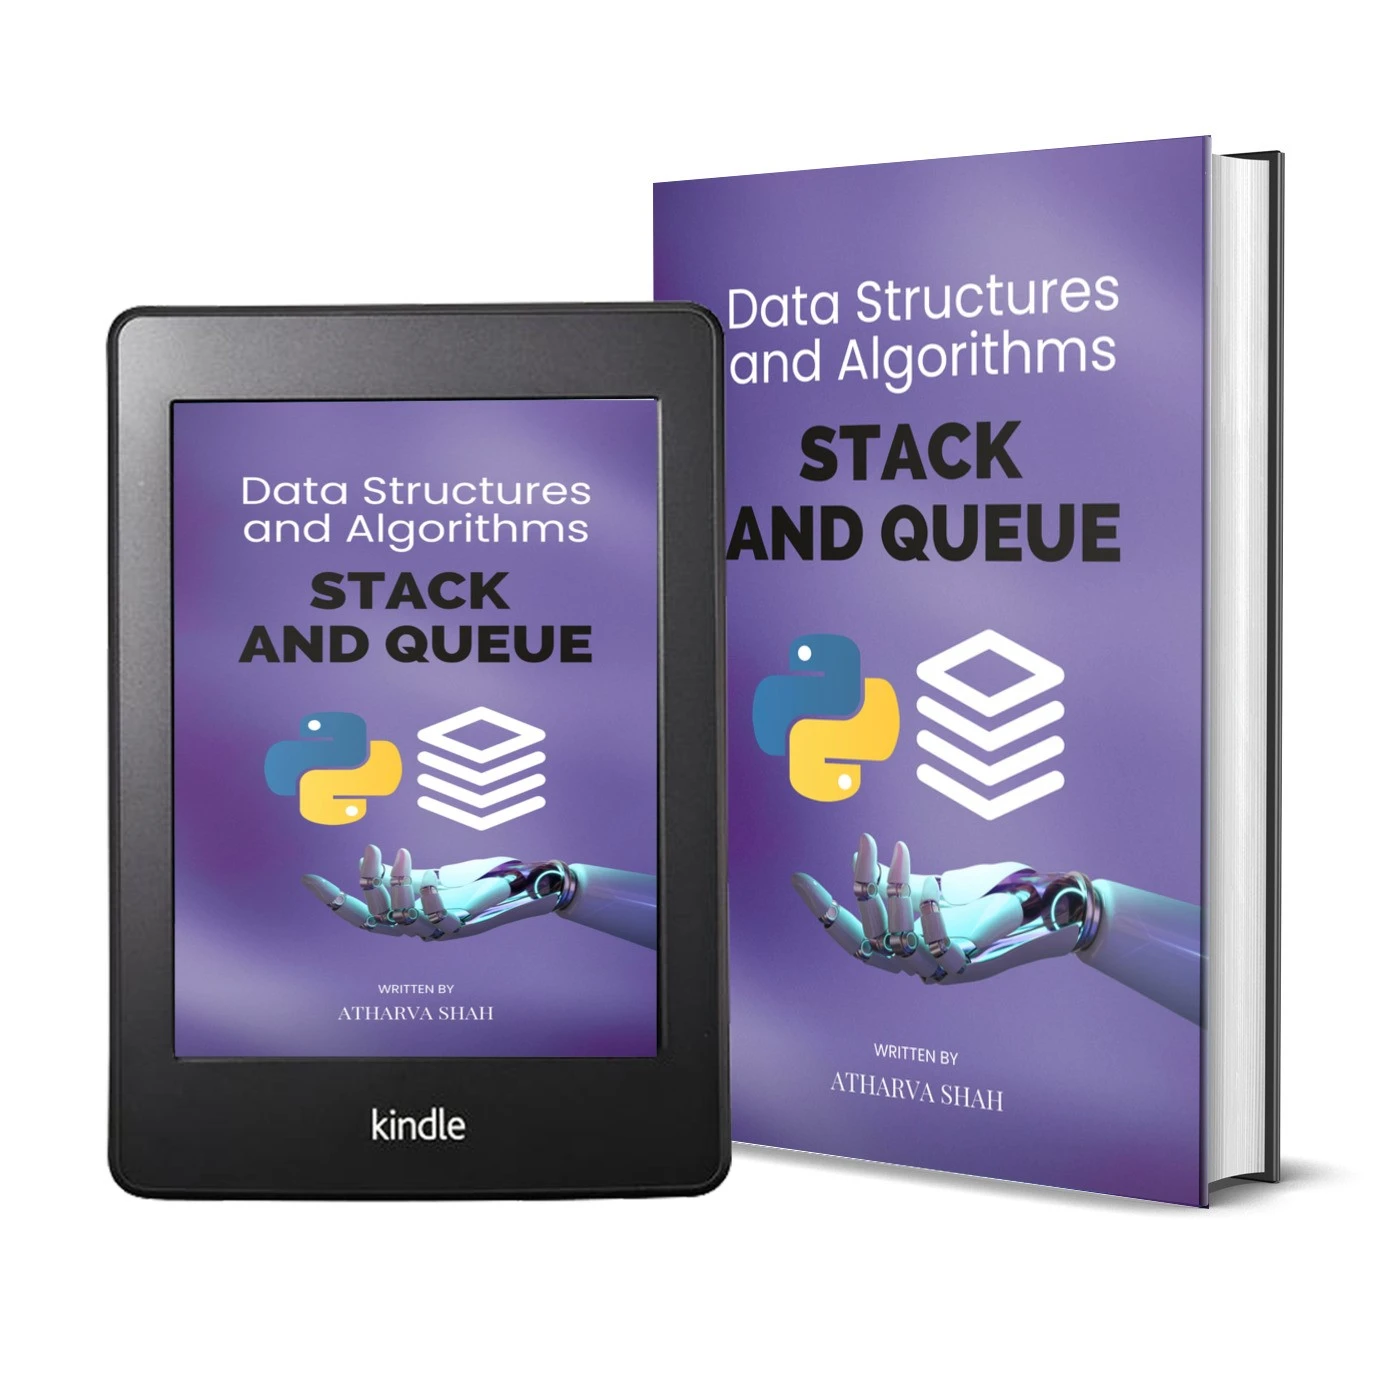 Data Structures
and Algorithms
STACK
AND QUEUE
WRITTEN BY
ATHARVA SHAH
kindle
Data Structures
and Algorithms
STACK
AND QUEUE
WRITTEN BY
ATHARVA SHAH